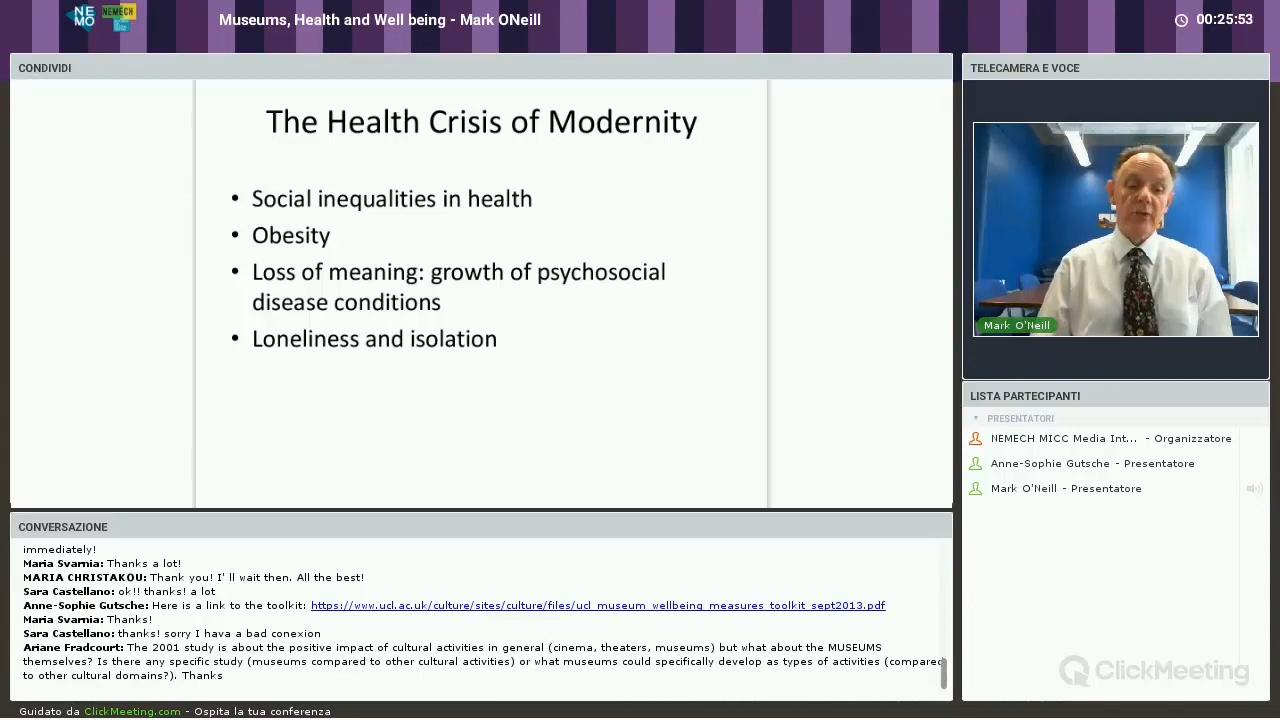 NE
MO
NEMECH
Museums, Health and Well being - Mark ONeill
00:25:53
CONDIVIDI
TELECAMERA E VOCE
The Health Crisis of Modernity
• Social inequalities in health
• Obesity
• Loss of meaning: growth of psychosocial
disease conditions
• Loneliness and isolation
Mark O'Neill
LISTA PARTECIPANTI
PRESENTATORI
NEMECH MICC Media Int... - Organizzatore
Anne-Sophie Gutsche - Presentatore
Mark O'Neill - Presentatore
CONVERSAZIONE
immediately!
Maria Svarnia: Thanks a lot!
MARIA CHRISTAKOU: Thank you! I' ll wait then. All the best!
Sara Castellano: ok!! thanks! a lot
Anne-Sophie Gutsche: Here is a link to the toolkit: https://www.ucl.ac.uk/culture/sites/culture/files/ucl_museum_wellbeing_measures_toolkit_sept2013.pdf
Maria Svarnia: Thanks!
Sara Castellano: thanks! sorry I hava a bad conexion
Ariane Fradcourt: The 2001 study is about the positive impact of cultural activities in general (cinema, theaters, museums) but what about the MUSEUMS
themselves? Is there any specific study (museums compared to other cultural activities) or what museums could specifically develop as types of activities (compared
to other cultural domains?). Thanks
ClickMeeting
Guidato da ClickMeeting.com - Ospita la tua conferenza